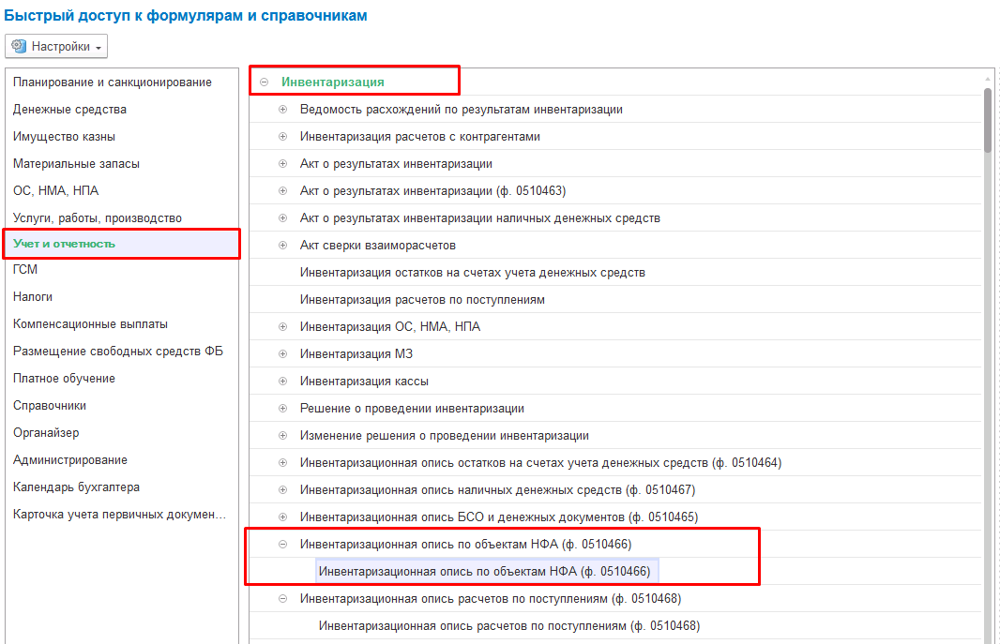 Быстрый доступ к формулярам и справочникам
Настройки
Планирование и санкционирование
Денежные средства
Имущество казны
Материальные запасы
ОС, НМА, НПА
Услуги, работы, производство
Учет и отчетность
ГСМ
Налоги
Компенсационные выплаты
Размещение свободных средств ФБ
Платное обучение
Справочники
Органайзер
Администрирование
Календарь бухгалтера
Карточка учета первичных докумен...
Инвентаризация
Ведомость расхождений по результатам инвентаризации
Инвентаризация расчетов с контрагентами
Акт о результатах инвентаризации
Акт о результатах инвентаризации (ф. 0510463)
Акт о результатах инвентаризации наличных денежных средств
Акт сверки взаиморасчетов
Инвентаризация остатков на счетах учета денежных средств
Инвентаризация расчетов по поступлениям
Инвентаризация ОС, НМА, НПА
Инвентаризация МЗ
Инвентаризация кассы
Решение о проведении инвентаризации
Изменение решения о проведении инвентаризации
Инвентаризационная опись остатков на счетах учета денежных средств (ф. 0510464)
Инвентаризационная опись наличных денежных средств (ф. 0510467)
Инвентаризационная опись БСО и денежных документов (ф. 0510465)
Инвентаризационная опись по объектам НФА (ф. 0510466)
Инвентаризационная опись по объектам НФА (ф. 0510466)
Инвентаризационная опись расчетов по поступлениям (ф. 0510468)
Инвентаризационная опись расчетов по поступлениям (ф. 0510468)